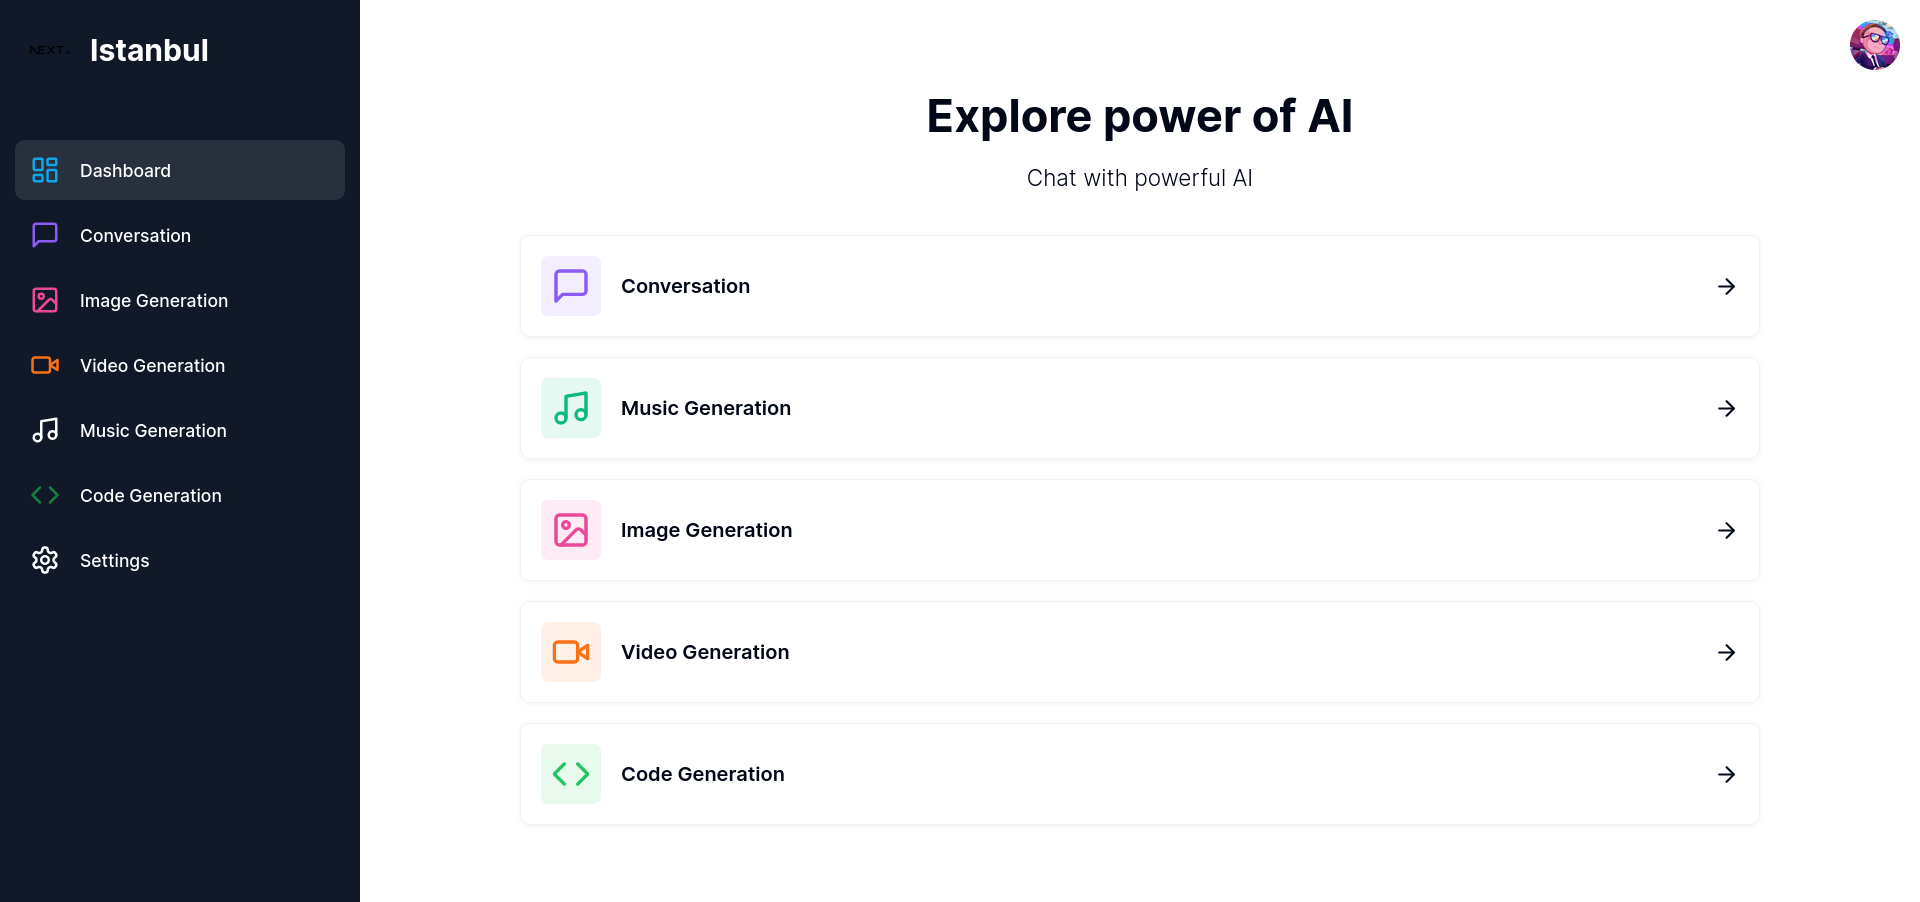 NEXT.JS
Istanbul
Dashboard
Conversation
Image Generation
Video Generation
Music Generation
Code Generation
Settings
Explore power of AI
Chat with powerful AI
Conversation
Music Generation
Image Generation
Video Generation
Code Generation